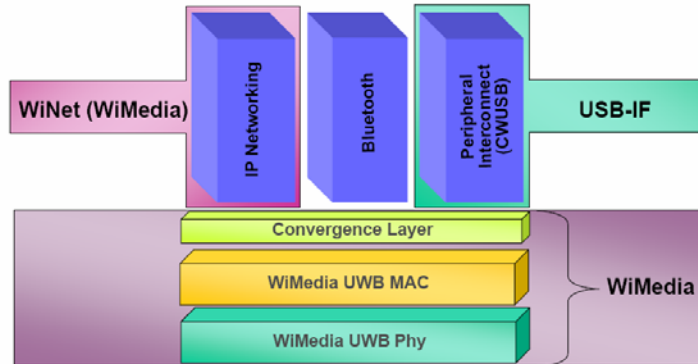 WiNet (WiMedia)
IP Networking
Bluetooth
Peripheral
Interconnect
(CWUSB)
USB-IF
Convergence Layer
WiMedia UWB MAC
WiMedia UWB Phy
WiMedia